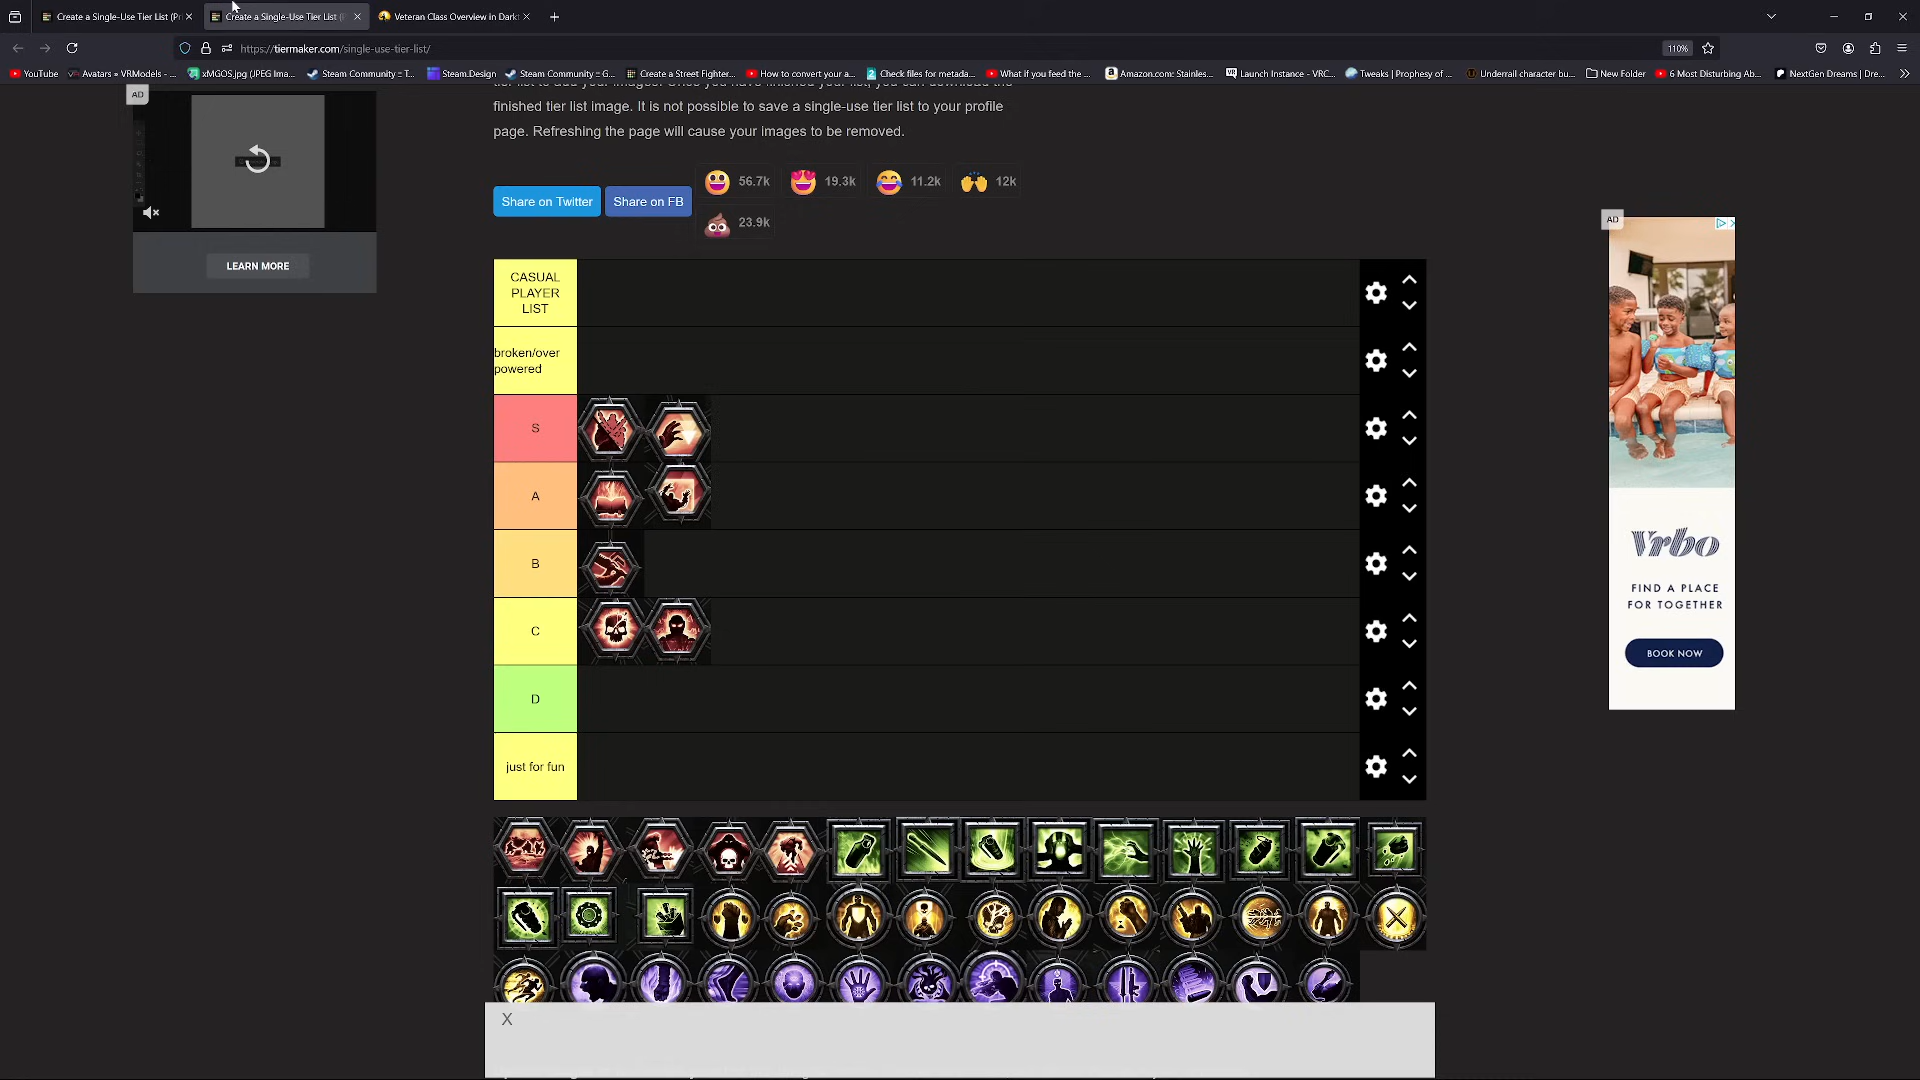 Create a Single-Use Tier List (Pr
Create a Single-Use Tier List (
Veteran Class Overview in Dark
https://tiermaker.com/single-use-tier-list/
110%
YouTube
Avatars » VRModels - ...
xMGOS.jpg (JPEG Ima...
Steam Community :: T...
Steam.Design
Steam Community :: G...
Create a Street Fighter...
How to convert your a...
Check files for metada...
What if you feed the ...
Amazon.com: Stainles...
Launch Instance - VRC...
Tweaks | Prophesy of ...
Underrail character bu...
New Folder
6 Most Disturbing Ab...
NextGen Dreams | Dre...
AD
finished tier list image. It is not possible to save a single-use tier list to your profile
page. Refreshing the page will cause your images to be removed.
Share on Twitter
Share on FB
56.7k
19.3k
11.2k
12k
23.9k
LEARN MORE
CASUAL
PLAYER
LIST
broken/over
powered
S
A
B
C
D
just for fun
X
AD
Vrbo
FIND A PLACE
FOR TOGETHER
BOOK NOW